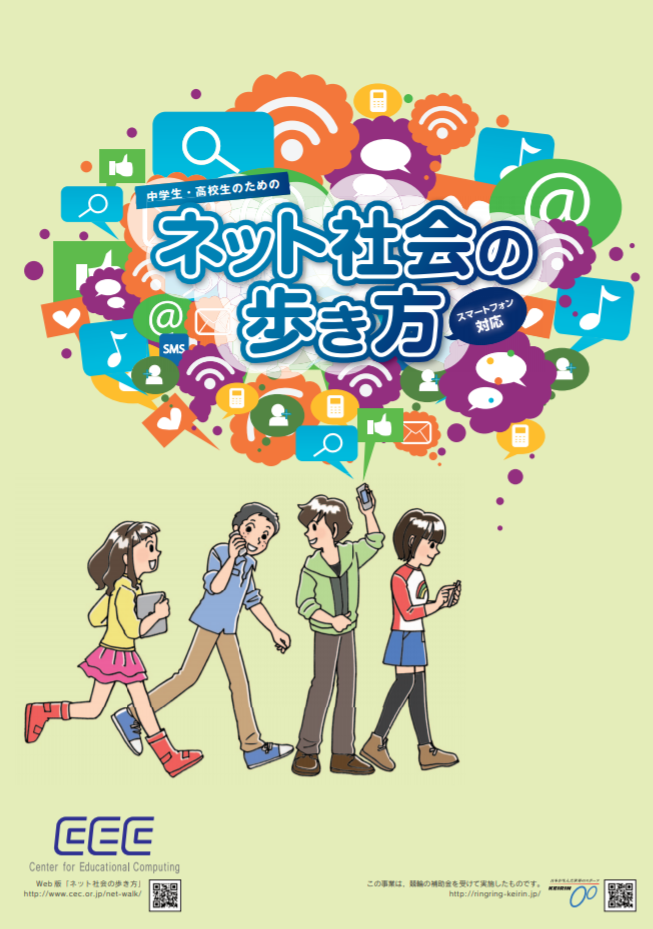 中学生・高校生のための
ネット社会の
歩き方
スマートフォン
対応
@
@
SMS
CEC
Center for Educational Computing
Web版「ネット社会の歩き方」
http://www.cec.or.jp/net-walk/
この事業は、競輪の補助金を受けて実施したものです。
http://ringring-keirin.jp/
KEIRIN